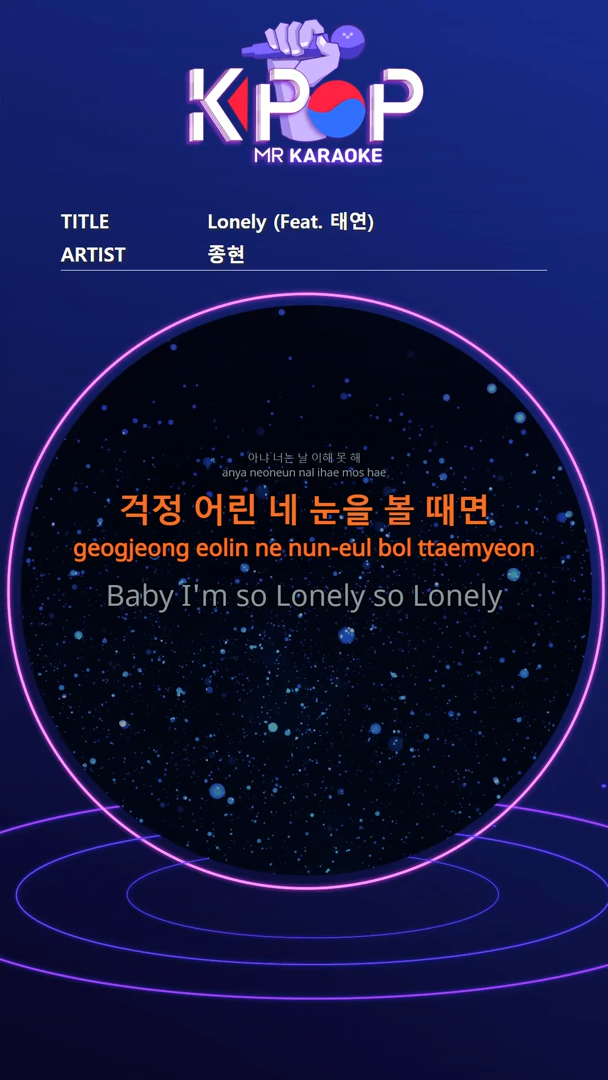 KPOP
MR KARAOKE
TITLE Lonely (Feat. 태연)
ARTIST 종현
아냐 너는 날 이해 못 해
anya neoneun nal ihae mos hae
걱정 어린 네 눈을 볼 때면
geogjeong eolin ne nun-eul bol ttaemyeon
Baby I'm so Lonely so Lonely